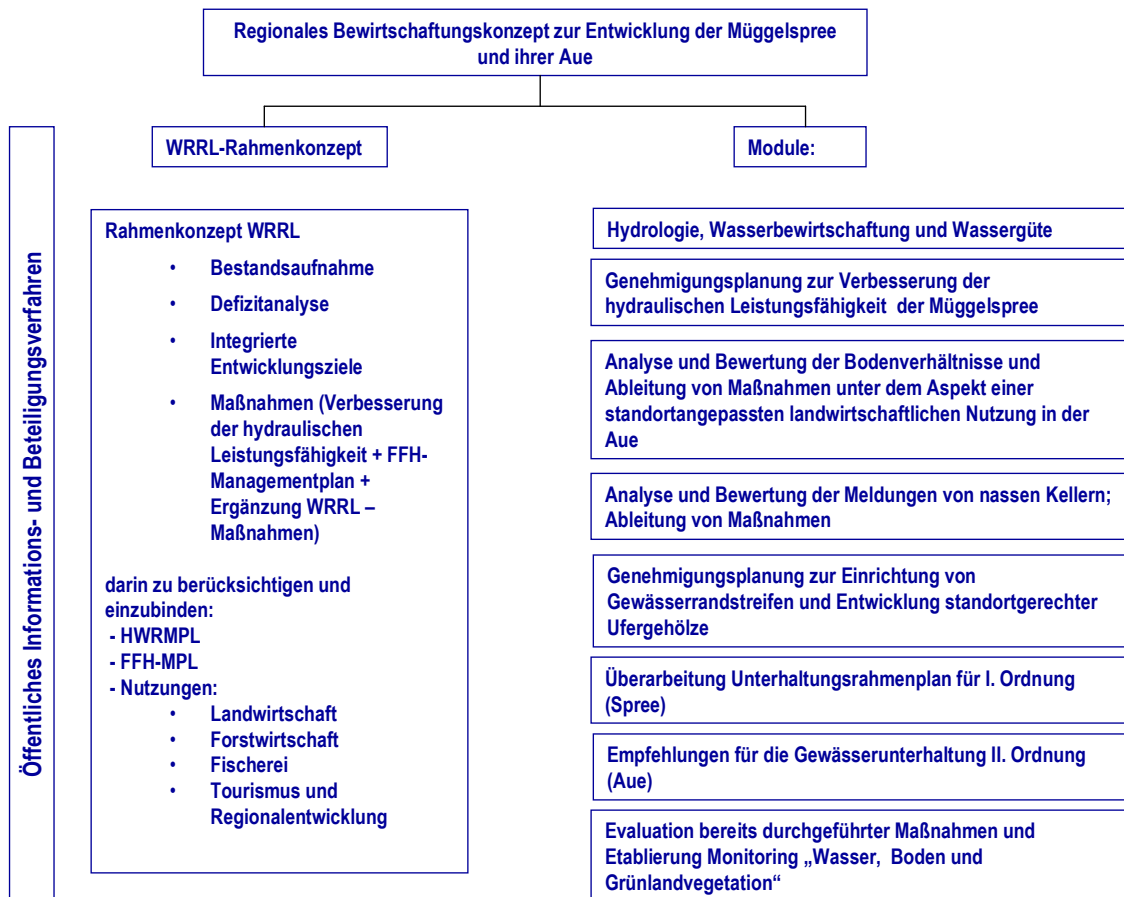 Regionales Bewirtschaftungskonzept zur Entwicklung der Müggelspree
und ihrer Aue
Öffentliches Informations- und Beteiligungsverfahren
WRRL-Rahmenkonzept
Rahmenkonzept WRRL
• Bestandsaufnahme
• Defizitanalyse
• Integrierte
Entwicklungsziele
• Maßnahmen (Verbesserung
der hydraulischen
Leistungsfähigkeit + FFH-
Managementplan +
Ergänzung WRRL –
Maßnahmen)
darin zu berücksichtigen und
einzubinden:
- HWRMPL
- FFH-MPL
- Nutzungen:
• Landwirtschaft
• Forstwirtschaft
• Fischerei
• Tourismus und
Regionalentwicklung
Module:
Hydrologie, Wasserbewirtschaftung und Wassergüte
Genehmigungsplanung zur Verbesserung der
hydraulischen Leistungsfähigkeit der Müggelspree
Analyse und Bewertung der Bodenverhältnisse und
Ableitung von Maßnahmen unter dem Aspekt einer
standortangepassten landwirtschaftlichen Nutzung in der
Aue
Analyse und Bewertung der Meldungen von nassen Kellern;
Ableitung von Maßnahmen
Genehmigungsplanung zur Einrichtung von
Gewässerrandstreifen und Entwicklung standortgerechter
Ufergehölze
Überarbeitung Unterhaltungsrahmenplan für I. Ordnung
(Spree)
Empfehlungen für die Gewässerunterhaltung II. Ordnung
(Aue)
Evaluation bereits durchgeführter Maßnahmen und
Etablierung Monitoring „Wasser, Boden und
Grünlandvegetation“